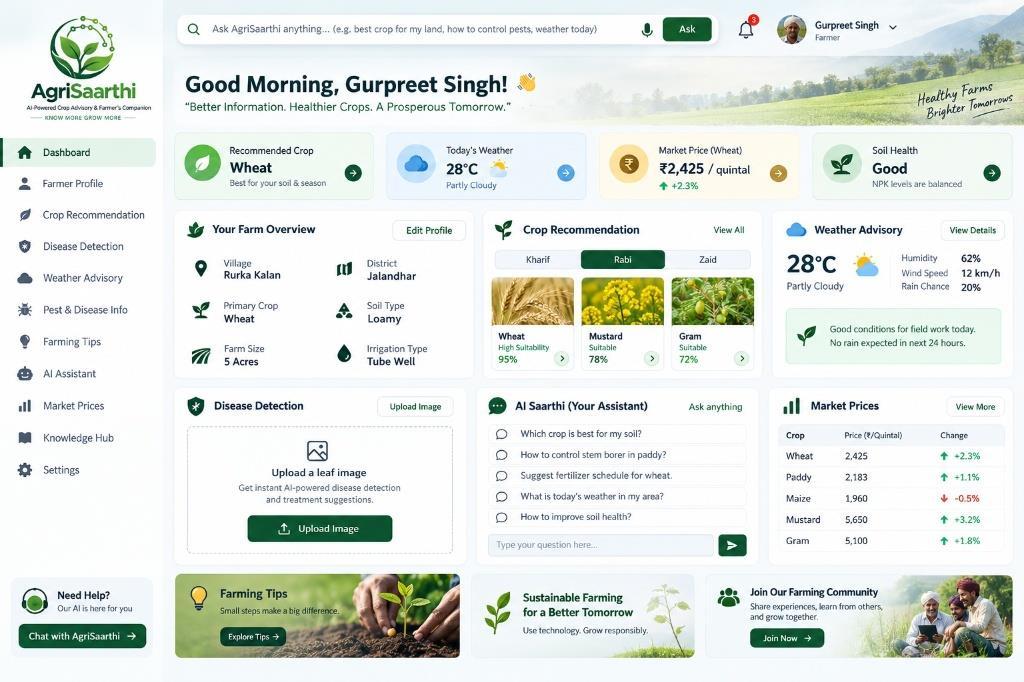 AgriSaarthi
AI-Powered Crop Advisory & Farmer's Companion
KNOW MORE GROW MORE
Dashboard
Farmer Profile
Crop Recommendation
Disease Detection
Weather Advisory
Pest & Disease Info
Farming Tips
AI Assistant
Market Prices
Knowledge Hub
Settings
Need Help?
Our AI is here for you
Chat with AgriSaarthi →
Ask AgriSaarthi anything... (e.g. best crop for my land, how to control pests, weather today)
Ask
3
Gurpreet Singh
Farmer
Good Morning, Gurpreet Singh! 👋
“Better Information. Healthier Crops. A Prosperous Tomorrow.”
Healthy Farms
Brighter Tomorrows
Recommended Crop
Wheat
Best for your soil & season
Today's Weather
28°C
Partly Cloudy
₹
Market Price (Wheat)
₹2,425 / quintal
↑ +2.3%
Soil Health
Good
NPK levels are balanced
Your Farm Overview
Edit Profile
Village
Rurka Kalan
District
Jalandhar
Primary Crop
Wheat
Soil Type
Loamy
Farm Size
5 Acres
Irrigation Type
Tube Well
Crop Recommendation
View All
Kharif Rabi Zaid
Wheat
High Suitability
95%
Mustard
Suitable
78%
Gram
Suitable
72%
Weather Advisory
View Details
28°C
Partly Cloudy
Humidity 62%
Wind Speed 12 km/h
Rain Chance 20%
Good conditions for field work today.
No rain expected in next 24 hours.
Disease Detection
Upload Image
Upload a leaf image
Get instant AI-powered disease detection
and treatment suggestions.
Upload Image
AI Saarthi (Your Assistant)
Ask anything
Which crop is best for my soil?
How to control stem borer in paddy?
Suggest fertilizer schedule for wheat.
What is today's weather in my area?
How to improve soil health?
Type your question here...
Market Prices
View More
Crop Price (₹/Quintal) Change
Wheat 2,425 ↑ +2.3%
Paddy 2,183 ↑ +1.1%
Maize 1,960 ↓ -0.5%
Mustard 5,650 ↑ +3.2%
Gram 5,100 ↑ +1.8%
Farming Tips
Small steps make a big difference.
Explore Tips →
Sustainable Farming
for a Better Tomorrow
Use technology. Grow responsibly.
Join Our Farming Community
Share experiences, learn from others,
and grow together.
Join Now →